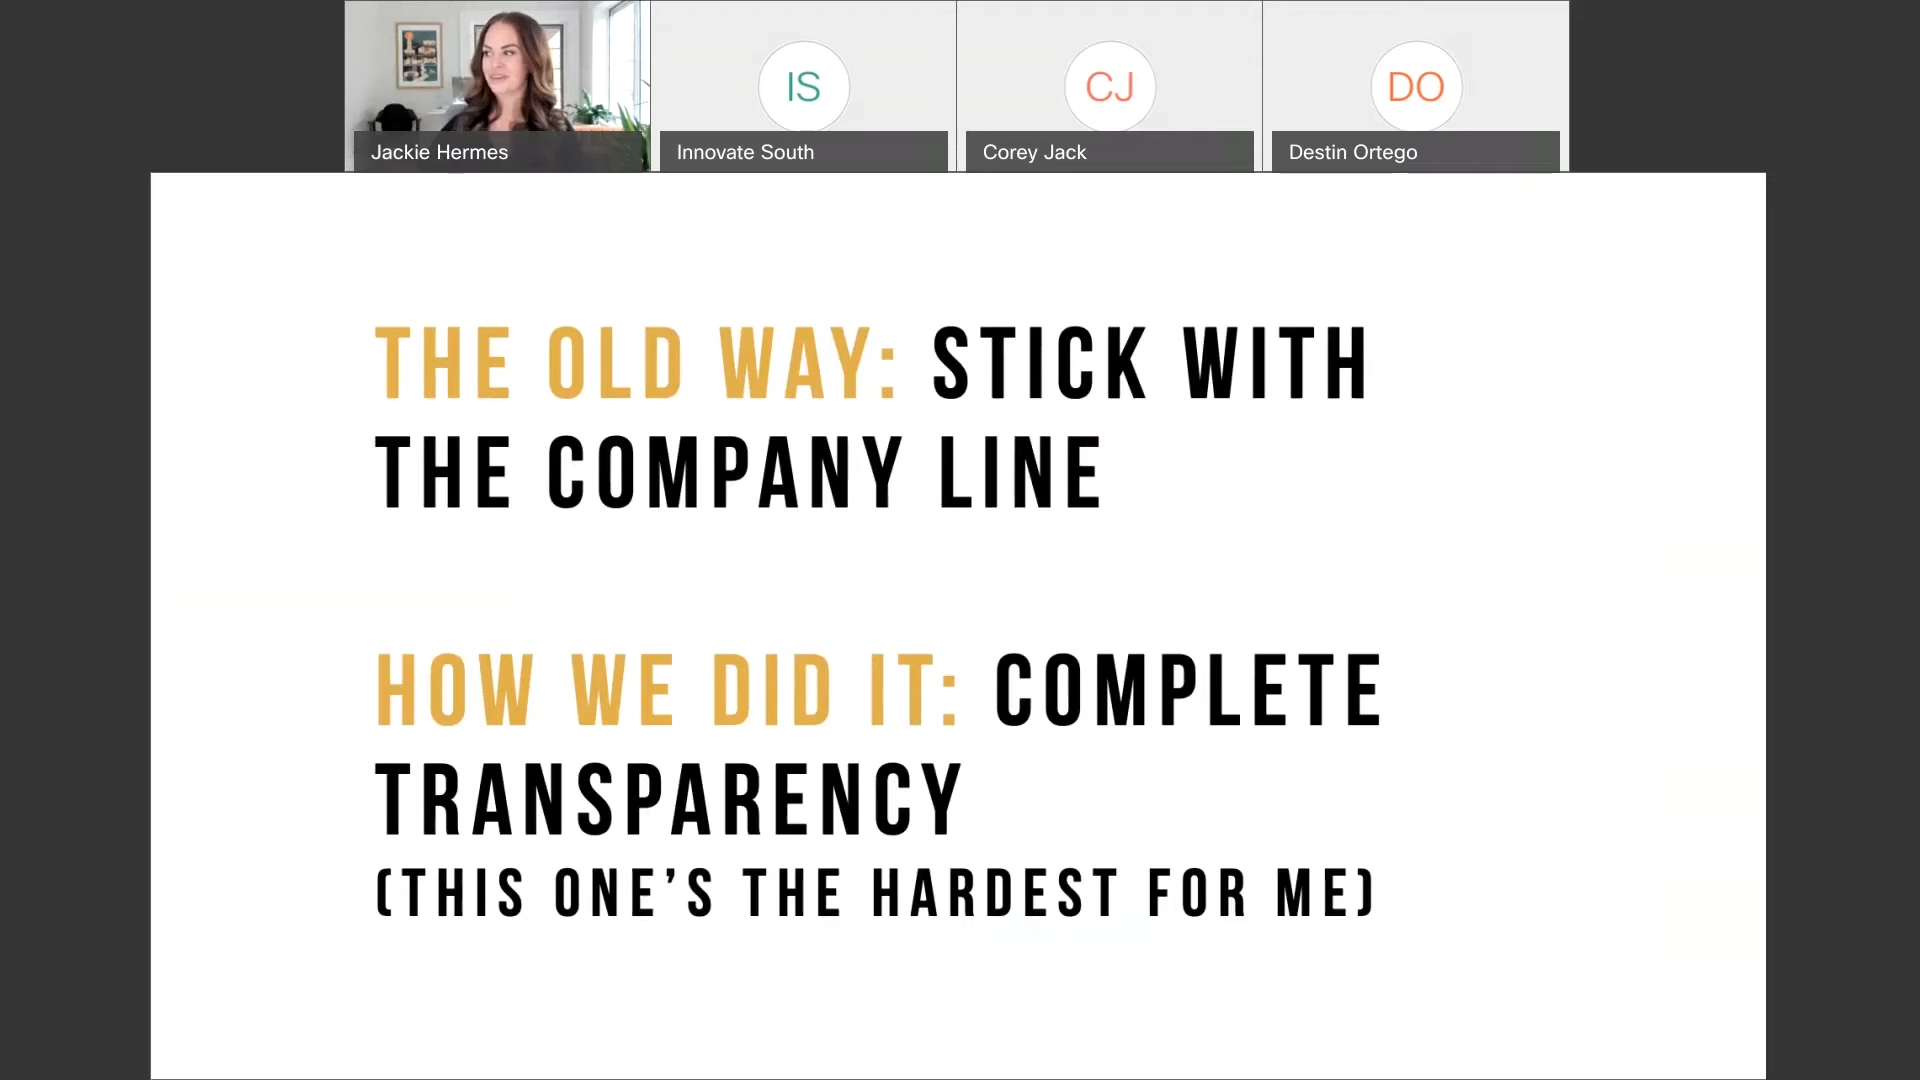 Jackie Hermes
IS
Innovate South
CJ
Corey Jack
DO
Destin Ortego
THE OLD WAY: STICK WITH
THE COMPANY LINE
HOW WE DID IT: COMPLETE
TRANSPARENCY
(THIS ONE’S THE HARDEST FOR ME)